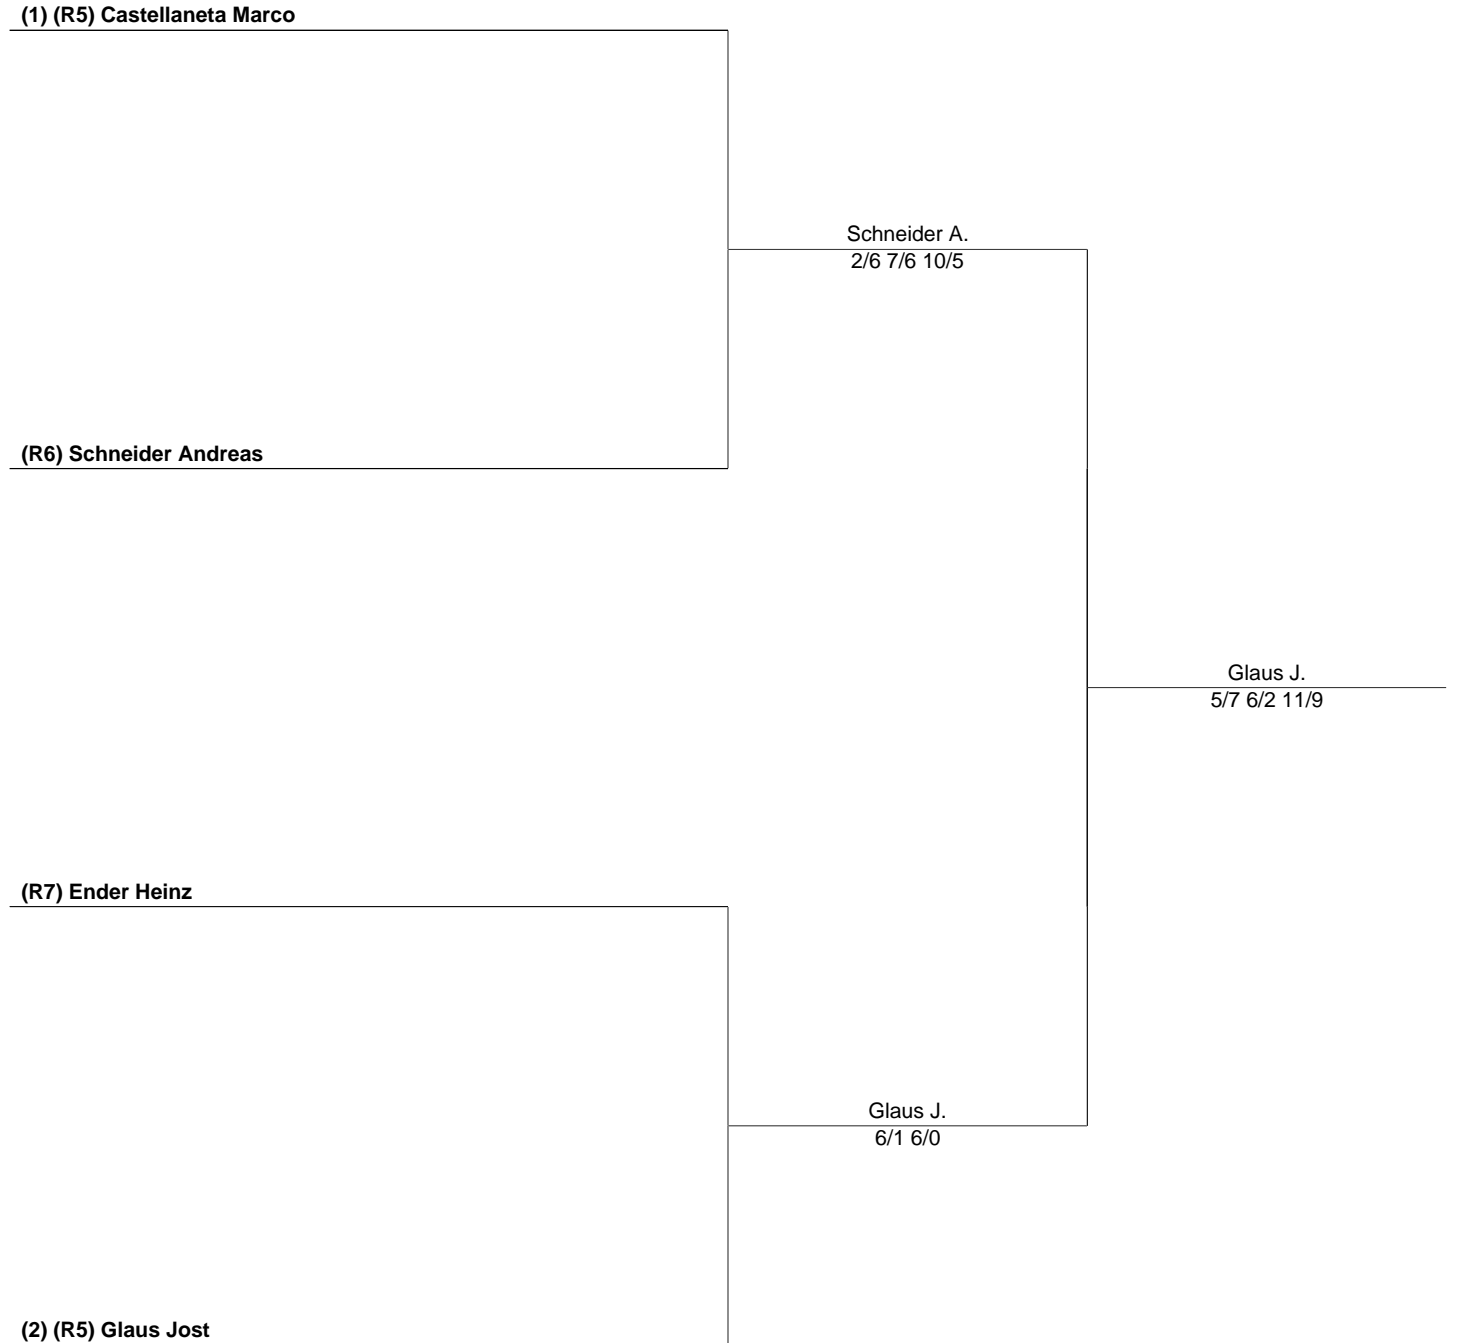 (1) (R5) Castellaneta Marco
Schneider A.
2/6 7/6 10/5
(R6) Schneider Andreas
Glaus J.
5/7 6/2 11/9
(R7) Ender Heinz
Glaus J.
6/1 6/0
(2) (R5) Glaus Jost